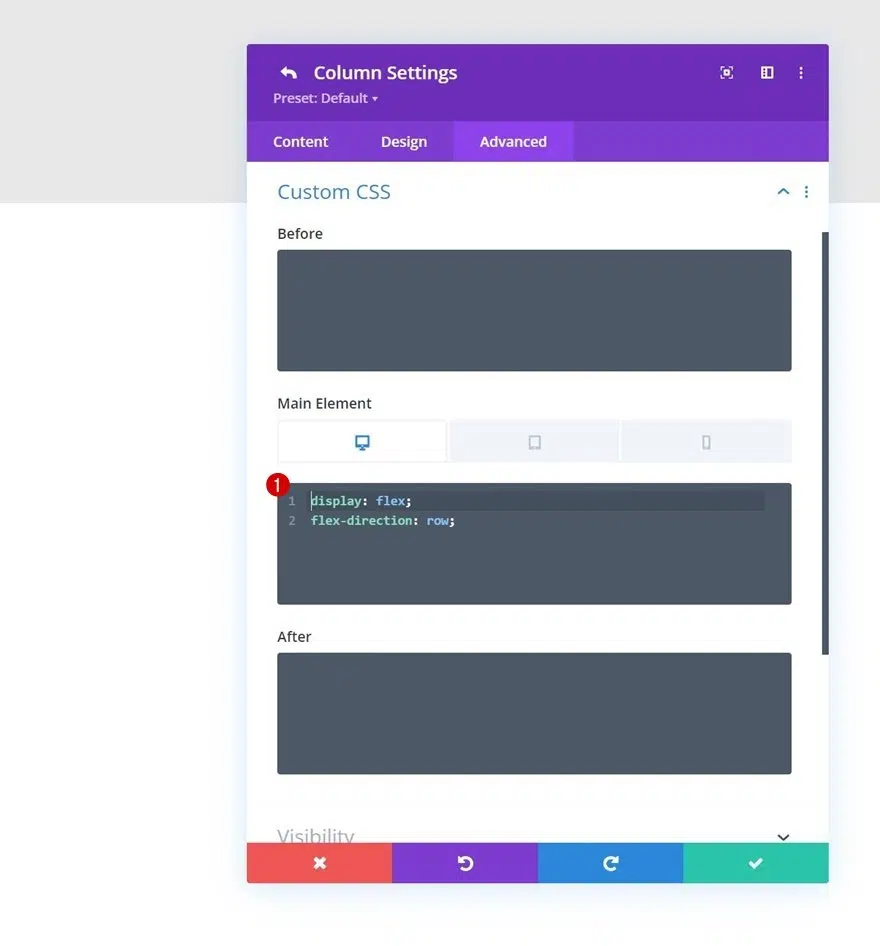 Column Settings
Preset: Default
Content Design Advanced
Custom CSS
Before
Main Element
1
1 display: flex;
2 flex-direction: row;
After
Visibility